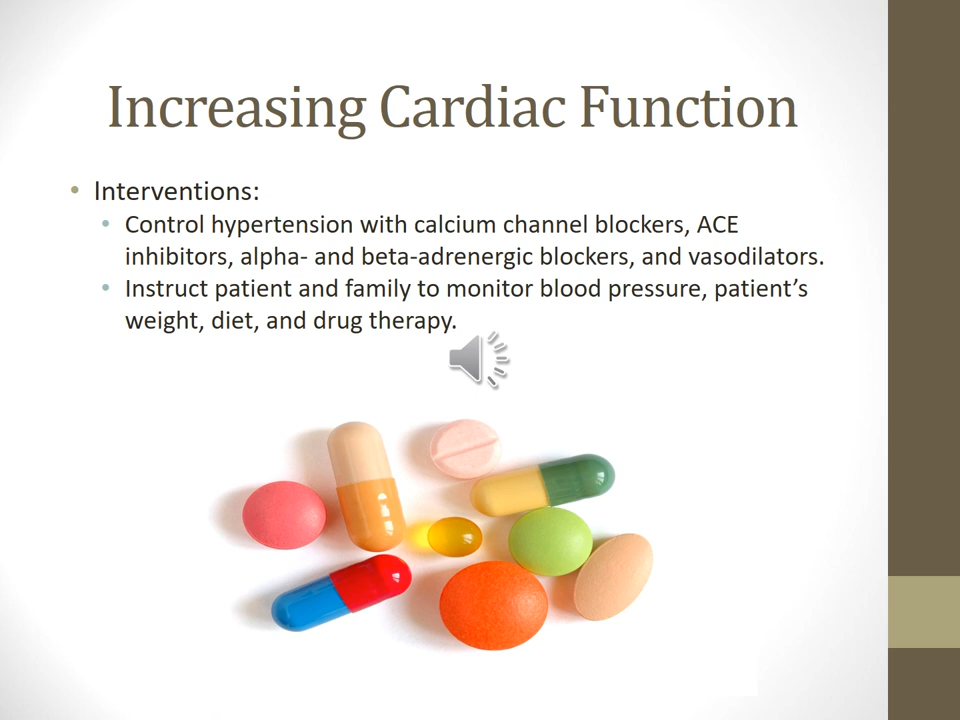 Increasing Cardiac Function
• Interventions:
• Control hypertension with calcium channel blockers, ACE
inhibitors, alpha- and beta-adrenergic blockers, and vasodilators.
• Instruct patient and family to monitor blood pressure, patient’s
weight, diet, and drug therapy.